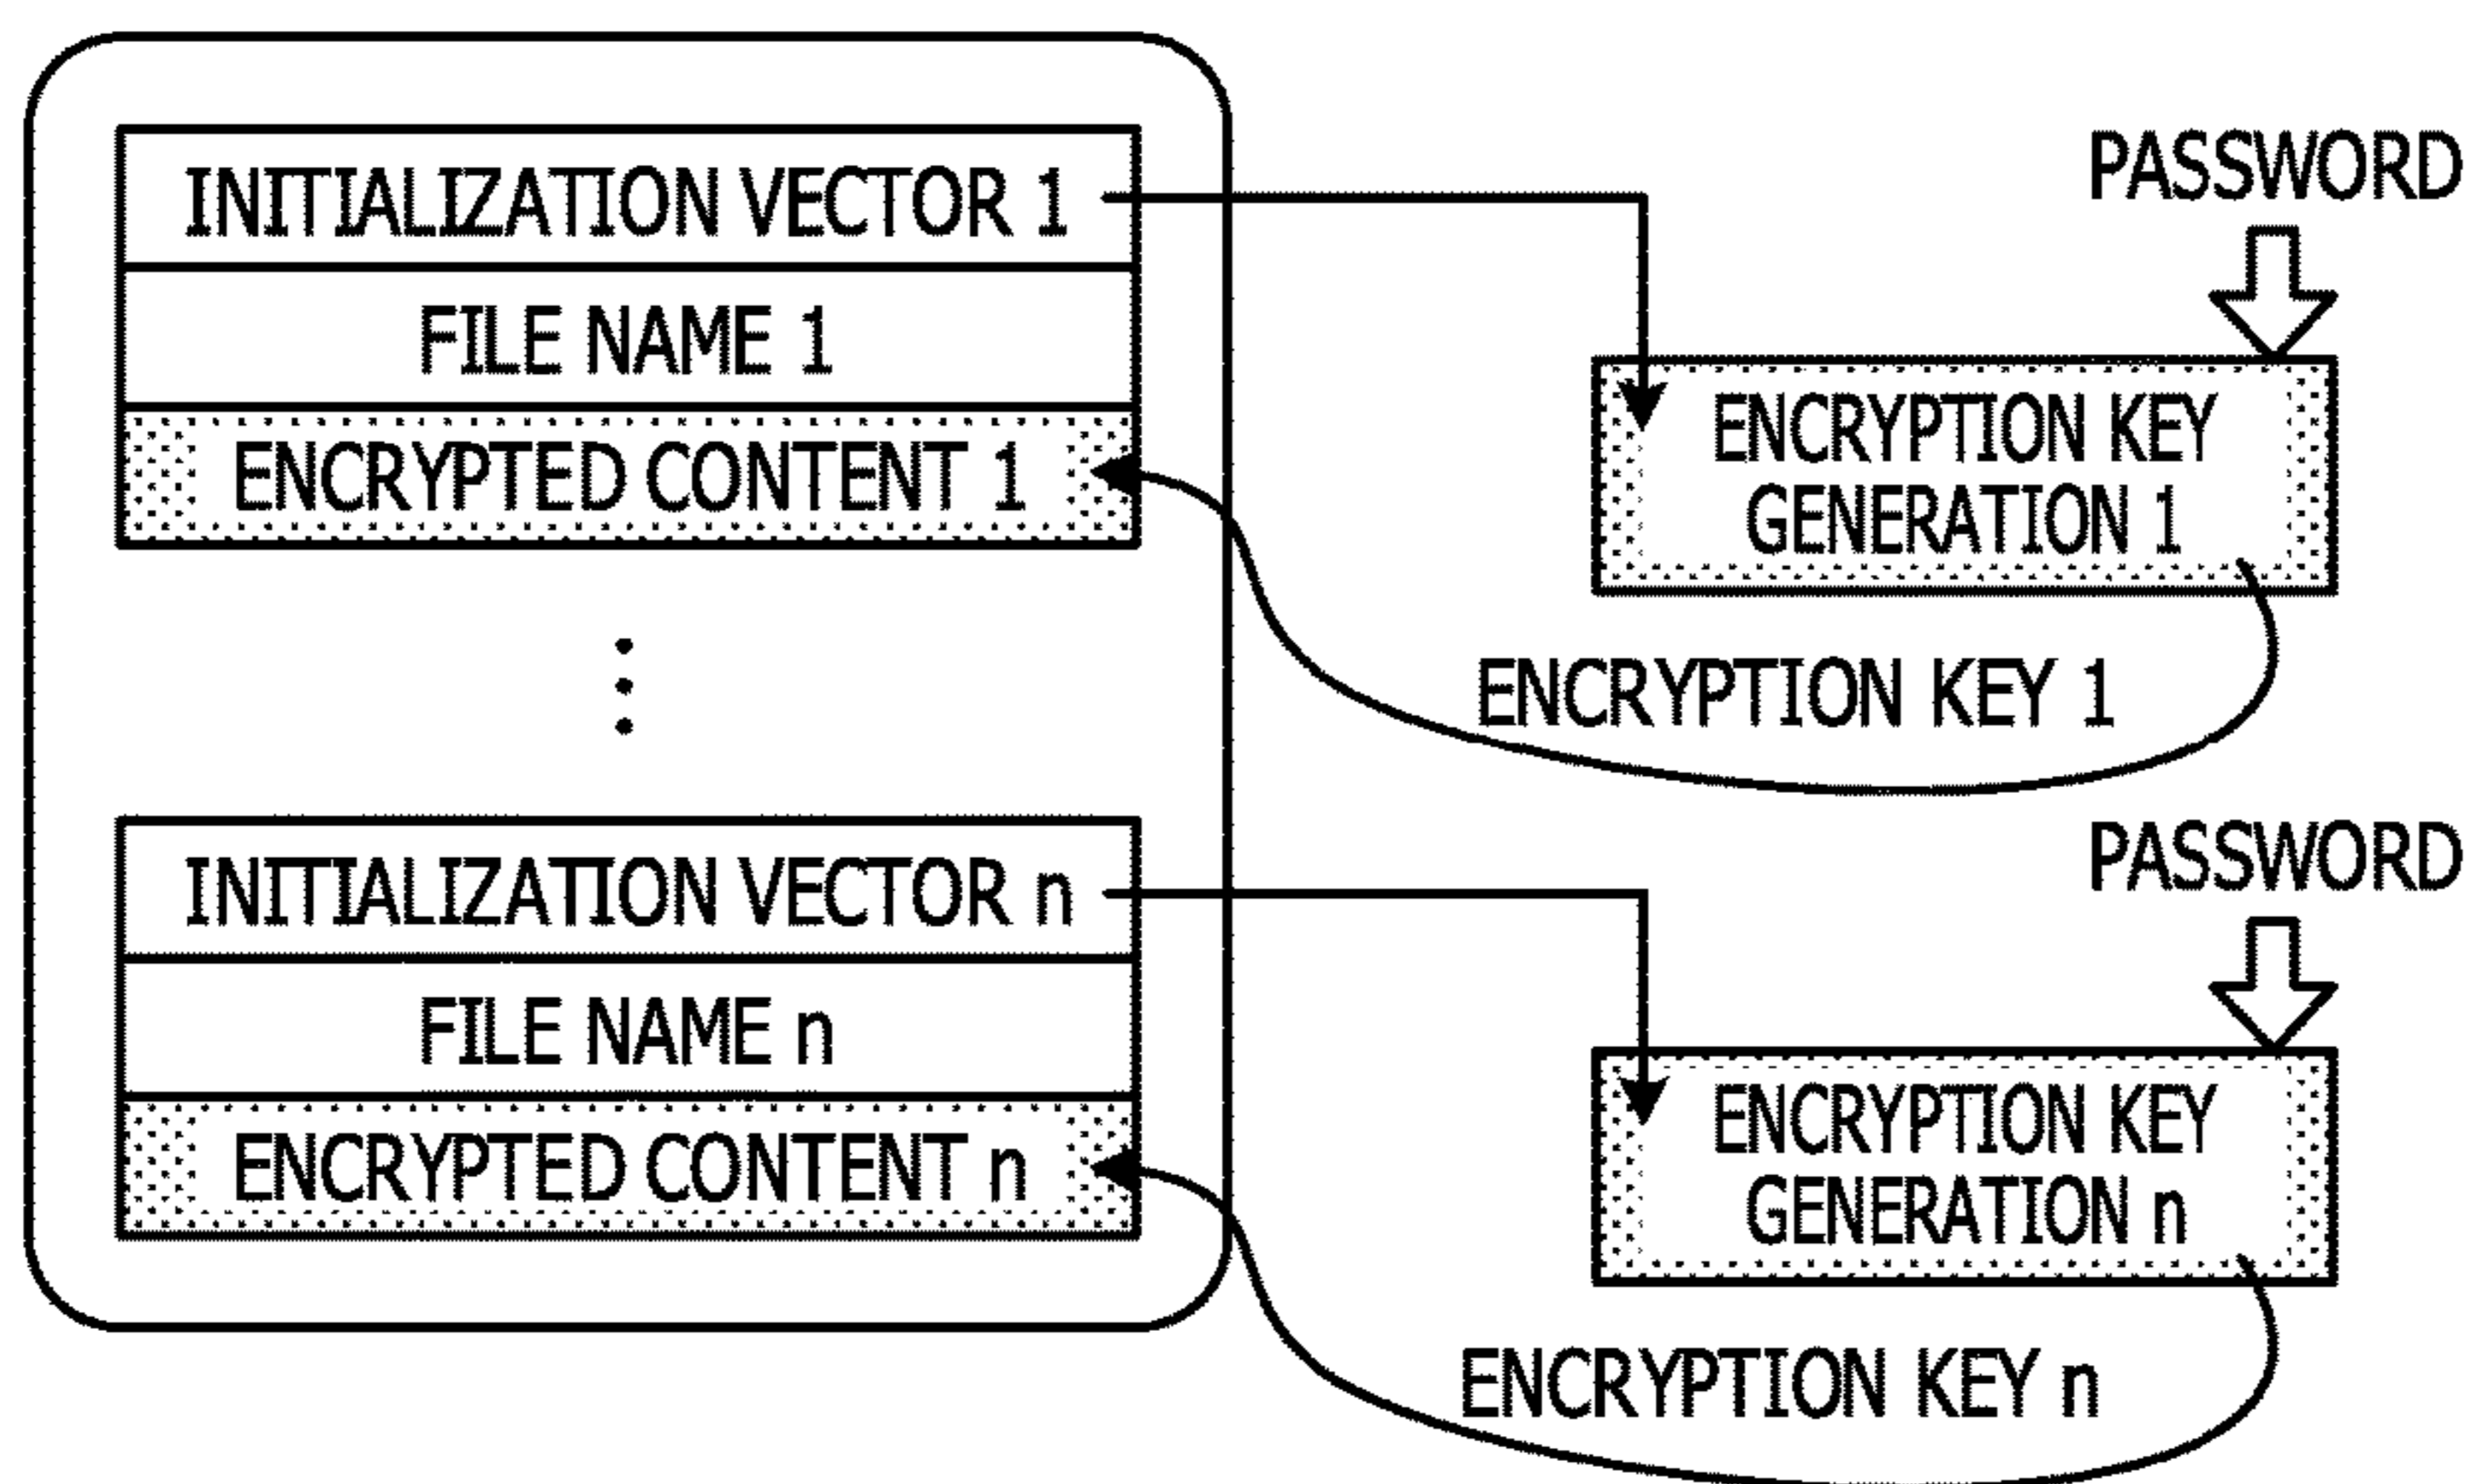 INITIALIZATION VECTOR 1
FILE NAME 1
ENCRYPTED CONTENT 1
PASSWORD
ENCRYPTION KEY
GENERATION 1
ENCRYPTION KEY 1
INITIALIZATION VECTOR n
FILE NAME n
ENCRYPTED CONTENT n
PASSWORD
ENCRYPTION KEY
GENERATION n
ENCRYPTION KEY n